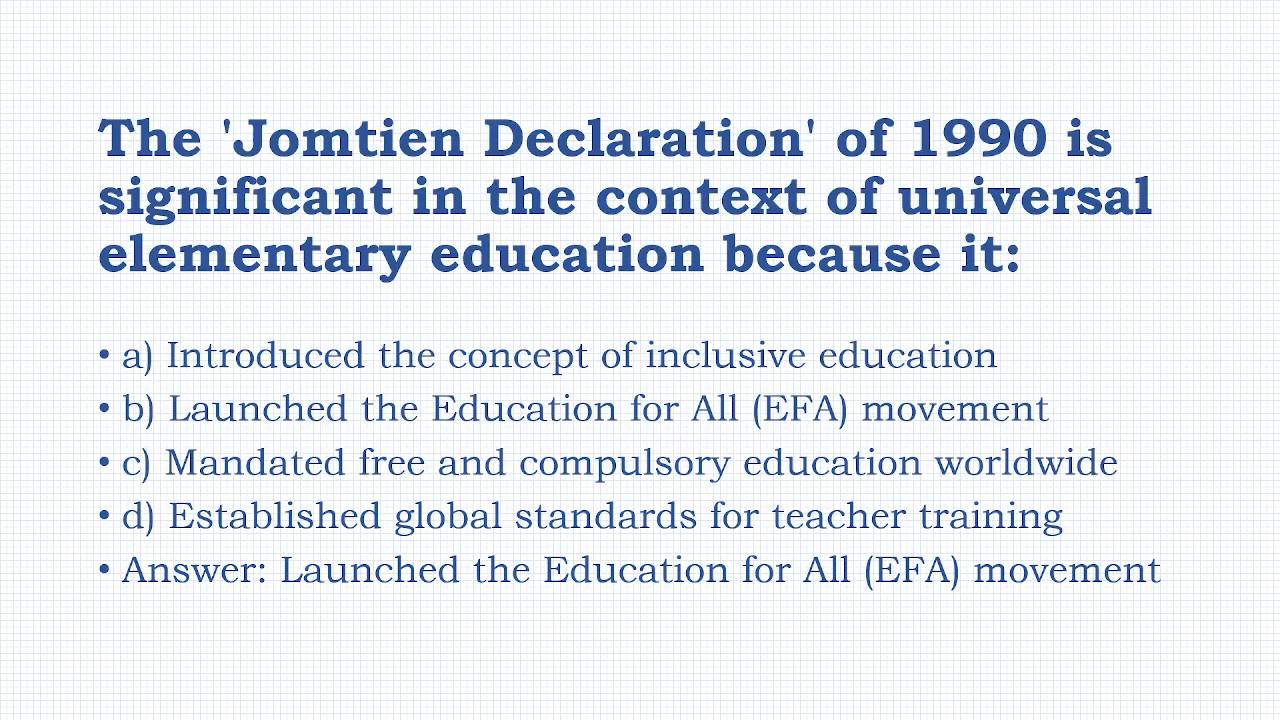 The 'Jomtien Declaration' of 1990 is
significant in the context of universal
elementary education because it:
• a) Introduced the concept of inclusive education
• b) Launched the Education for All (EFA) movement
• c) Mandated free and compulsory education worldwide
• d) Established global standards for teacher training
• Answer: Launched the Education for All (EFA) movement